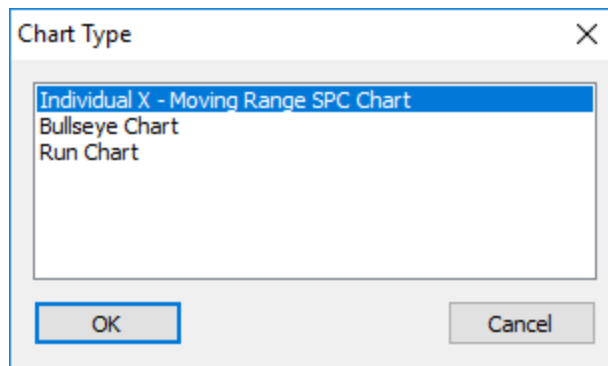 Chart Type
Individual X - Moving Range SPC Chart
Bullseye Chart
Run Chart
OK
Cancel